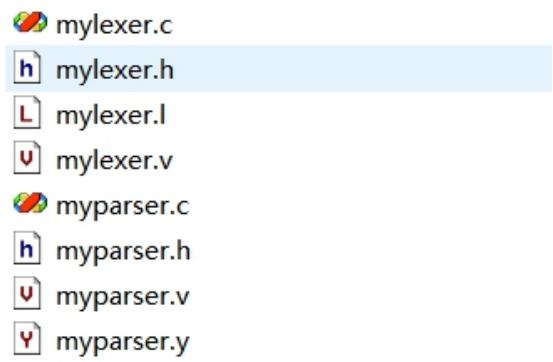 mylexer.c
h mylexer.h
L mylexer.l
V mylexer.v
myparser.c
h myparser.h
V myparser.v
Y myparser.y